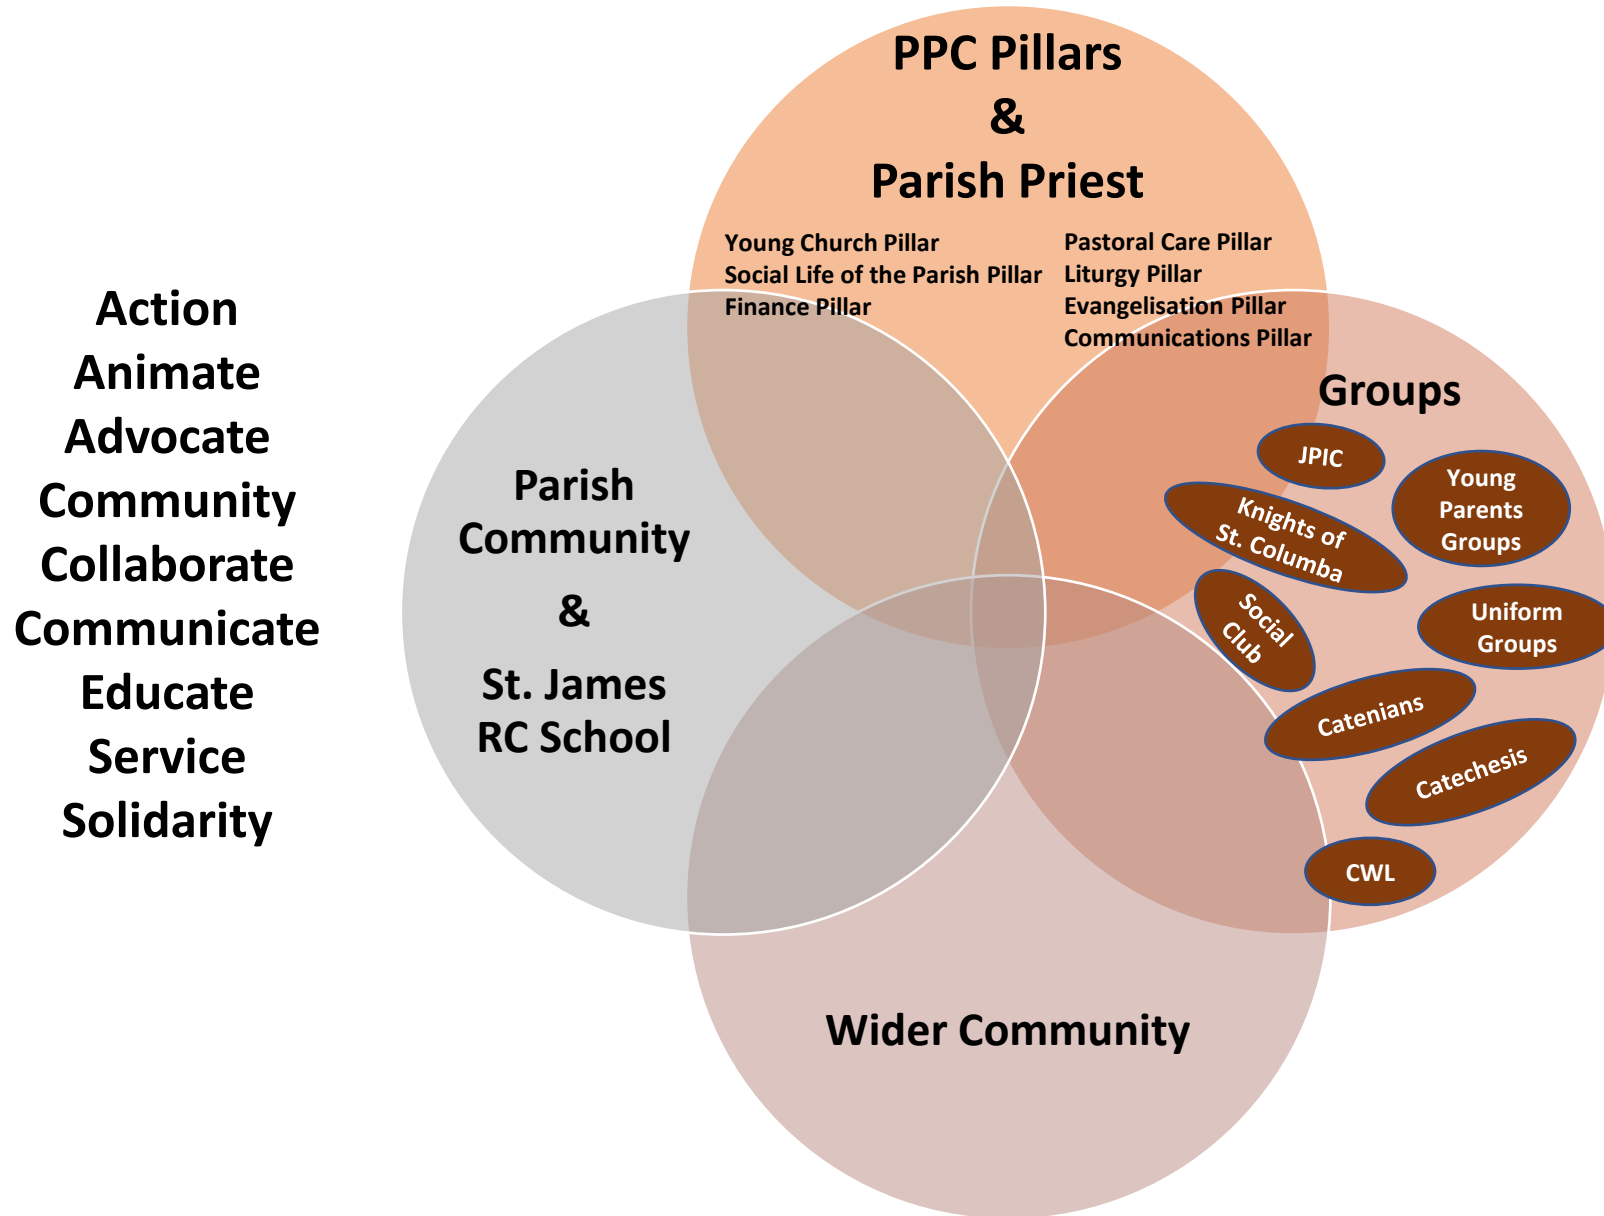 PPC Pillars
&
Parish Priest
Young Church Pillar
Social Life of the Parish Pillar
Finance Pillar
Pastoral Care Pillar
Liturgy Pillar
Evangelisation Pillar
Communications Pillar
Action
Animate
Advocate
Community
Collaborate
Communicate
Educate
Service
Solidarity
Parish
Community
&
St. James
RC School
Groups
JPIC
Young
Parents
Groups
Knights of
St. Columba
Social
Club
Uniform
Groups
Catenians
Catechesis
CWL
Wider Community